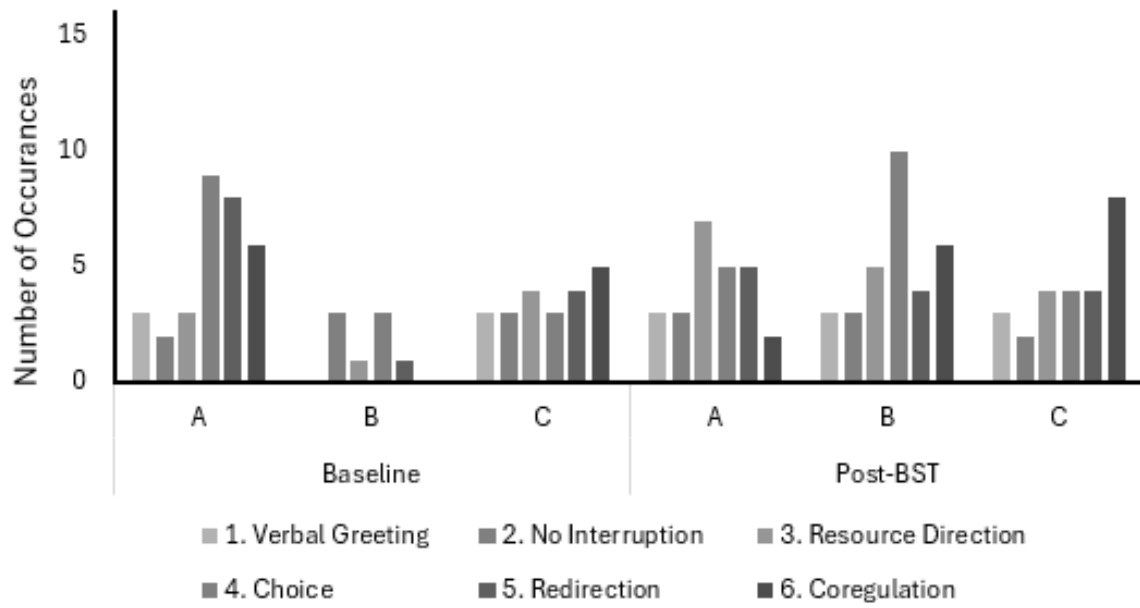 Number of Occurances
15
10
5
0
A B C A B C
Baseline Post-BST
1. Verbal Greeting 2. No Interruption 3. Resource Direction
4. Choice 5. Redirection 6. Coregulation